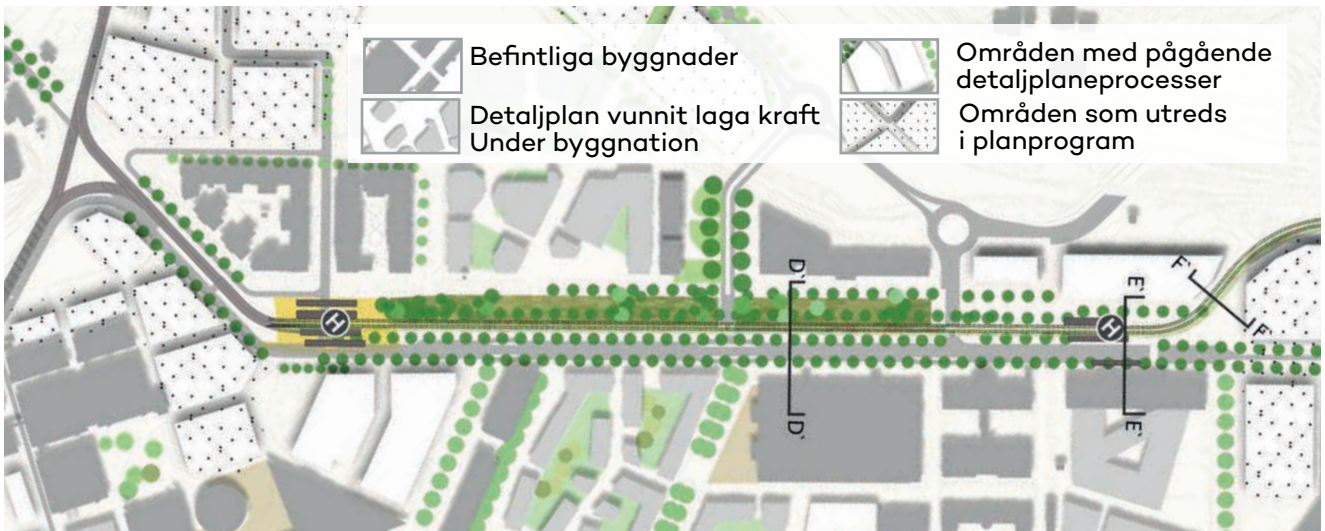 Befintliga byggnader
Detaljplan vunnit laga kraft
Under byggnation
Områden med pågående
detaljplaneprocesser
Områden som utreds
i planprogram
D'
E'
F'
F'
H
H
D'
E'